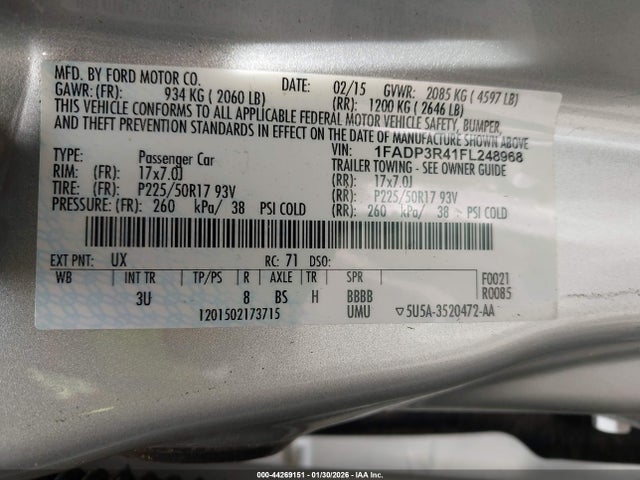 MFD. BY FORD MOTOR CO. DATE: 02/15 GVWR: 2085 KG ( 4597 LB)
GAWR: (FR): 934 KG ( 2060 LB) (RR): 1200 KG ( 2646 LB)
THIS VEHICLE CONFORMS TO ALL APPLICABLE FEDERAL MOTOR VEHICLE SAFETY, BUMPER,
AND THEFT PREVENTION STANDARDS IN EFFECT ON THE DATE OF MANUFACTURE SHOWN ABOVE
VIN: 1FADP3R41FL248968
TYPE: Passenger Car TRAILER TOWING - SEE OWNER GUIDE
RIM: (FR): 17x7.0J (RR): 17x7.0J
TIRE: (FR): P225/50R17 93V (RR): P225/50R17 93V
PRESSURE: (FR): 260 kPa/ 38 PSI COLD (RR): 260 kPa/ 38 PSI COLD
EXT PNT: UX RC: 71 DSO:
WB INT TR TP/PS R AXLE TR SPR F0021
3U 8 BS H BBBB R0085
1201502173715 UMU ▽5U5A-3520472-AA
000-44269151 - 01/30/2026 - IAA Inc.